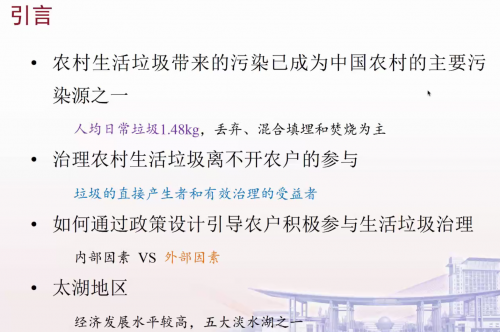 引言
• 农村生活垃圾带来的污染已成为中国农村的主要污
染源之一
人均日常垃圾1.48kg，丢弃、混合填埋和焚烧为主
• 治理农村生活垃圾离不开农户的参与
垃圾的直接产生者和有效治理的受益者
• 如何通过政策设计引导农户积极参与生活垃圾治理
内部因素 VS 外部因素
• 太湖地区
经济发展水平较高，五大淡水湖之一